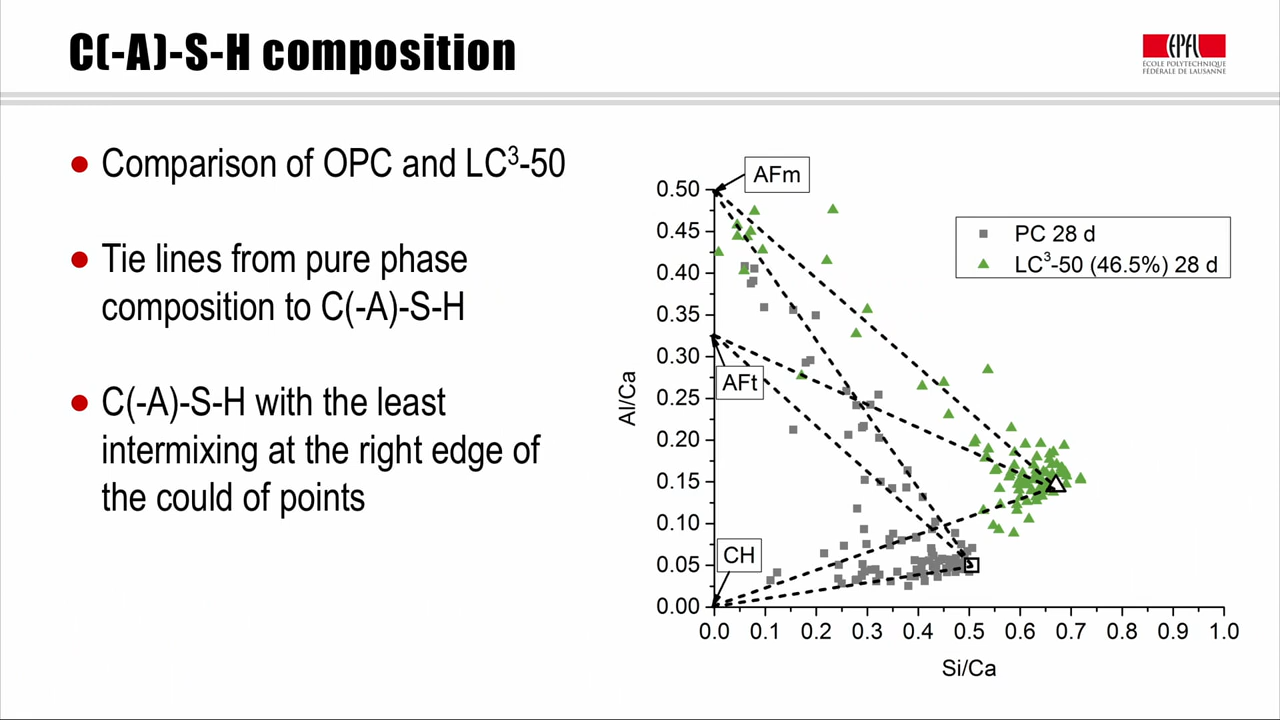 C(-A)-S-H composition
EPFL
ÉCOLE POLYTECHNIQUE
FÉDÉRALE DE LAUSANNE
● Comparison of OPC and LC³-50
● Tie lines from pure phase
composition to C(-A)-S-H
● C(-A)-S-H with the least
intermixing at the right edge of
the could of points
AFm
AFt
CH
PC 28 d
LC³-50 (46.5%) 28 d
Al/Ca
0.50
0.45
0.40
0.35
0.30
0.25
0.20
0.15
0.10
0.05
0.00
0.0 0.1 0.2 0.3 0.4 0.5 0.6 0.7 0.8 0.9 1.0
Si/Ca